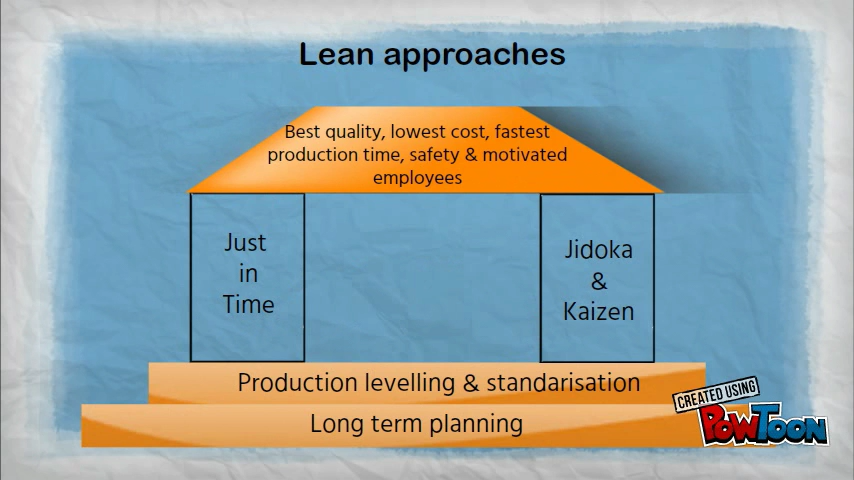 Lean approaches
Best quality, lowest cost, fastest
production time, safety & motivated
employees
Just
in
Time
Jidoka
&
Kaizen
Production levelling & standarisation
Long term planning
CREATED USING
POWTOON